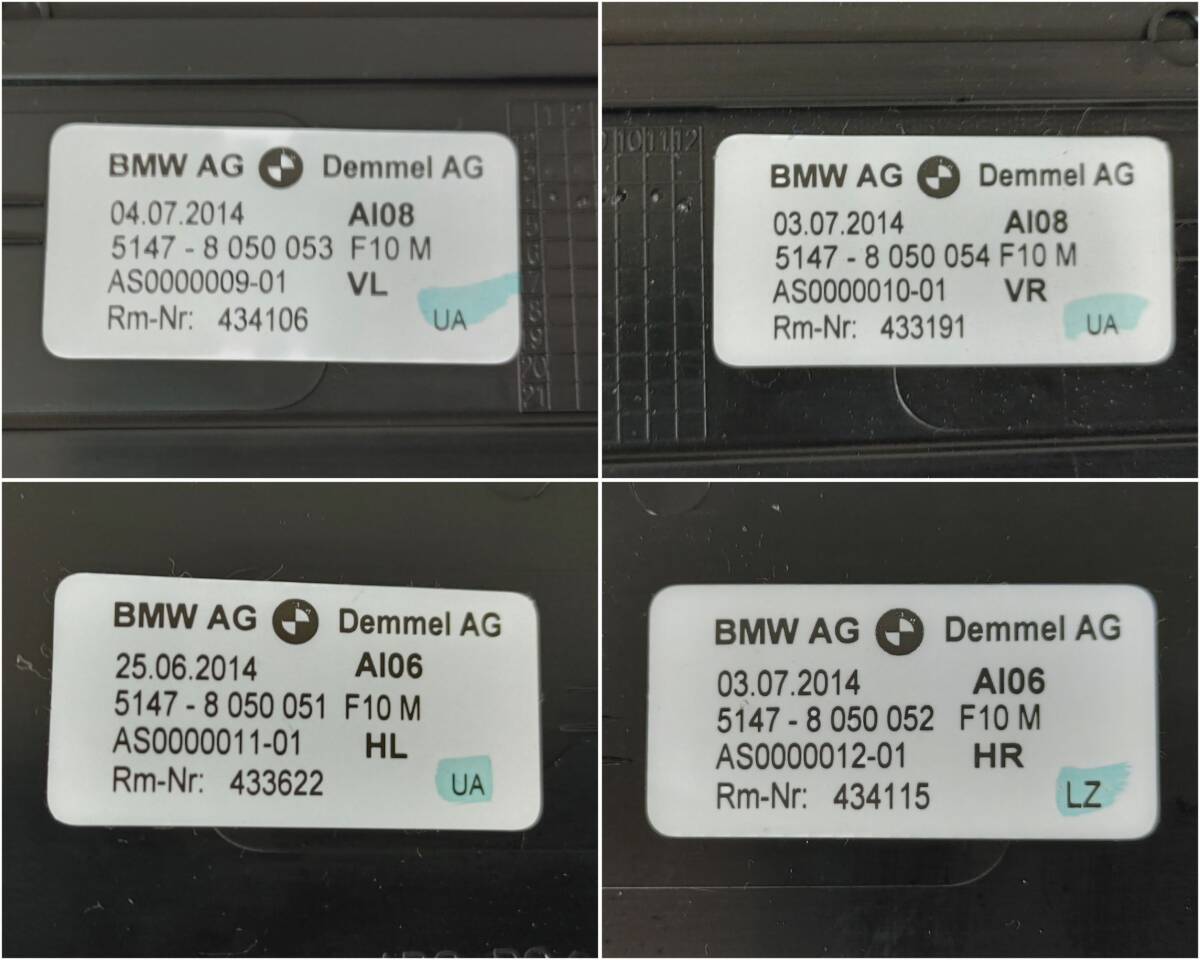 BMW AG Demmel AG
04.07.2014 AI08
5147 - 8 050 053 F10 M
AS0000009-01 VL
Rm-Nr: 434106 UA
10 11 12
BMW AG Demmel AG
03.07.2014 AI08
5147 - 8 050 054 F10 M
AS0000010-01 VR
Rm-Nr: 433191 UA
BMW AG Demmel AG
25.06.2014 AI06
5147 - 8 050 051 F10 M
AS0000011-01 HL
Rm-Nr: 433622 UA
BMW AG Demmel AG
03.07.2014 AI06
5147 - 8 050 052 F10 M
AS0000012-01 HR
Rm-Nr: 434115 LZ